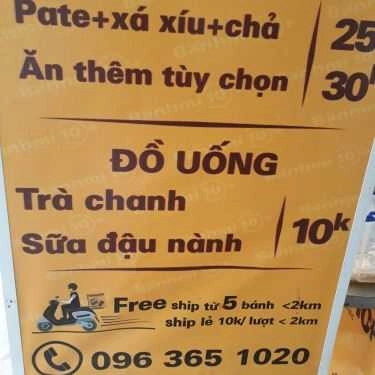 Pate+xá xíu+chả 25
Ăn thêm tùy chọn 30k
ĐỒ UỐNG
Trà chanh
Sữa đậu nành 10k
Free ship từ 5 bánh <2km
ship lẻ 10k/ lượt < 2km
096 365 1020